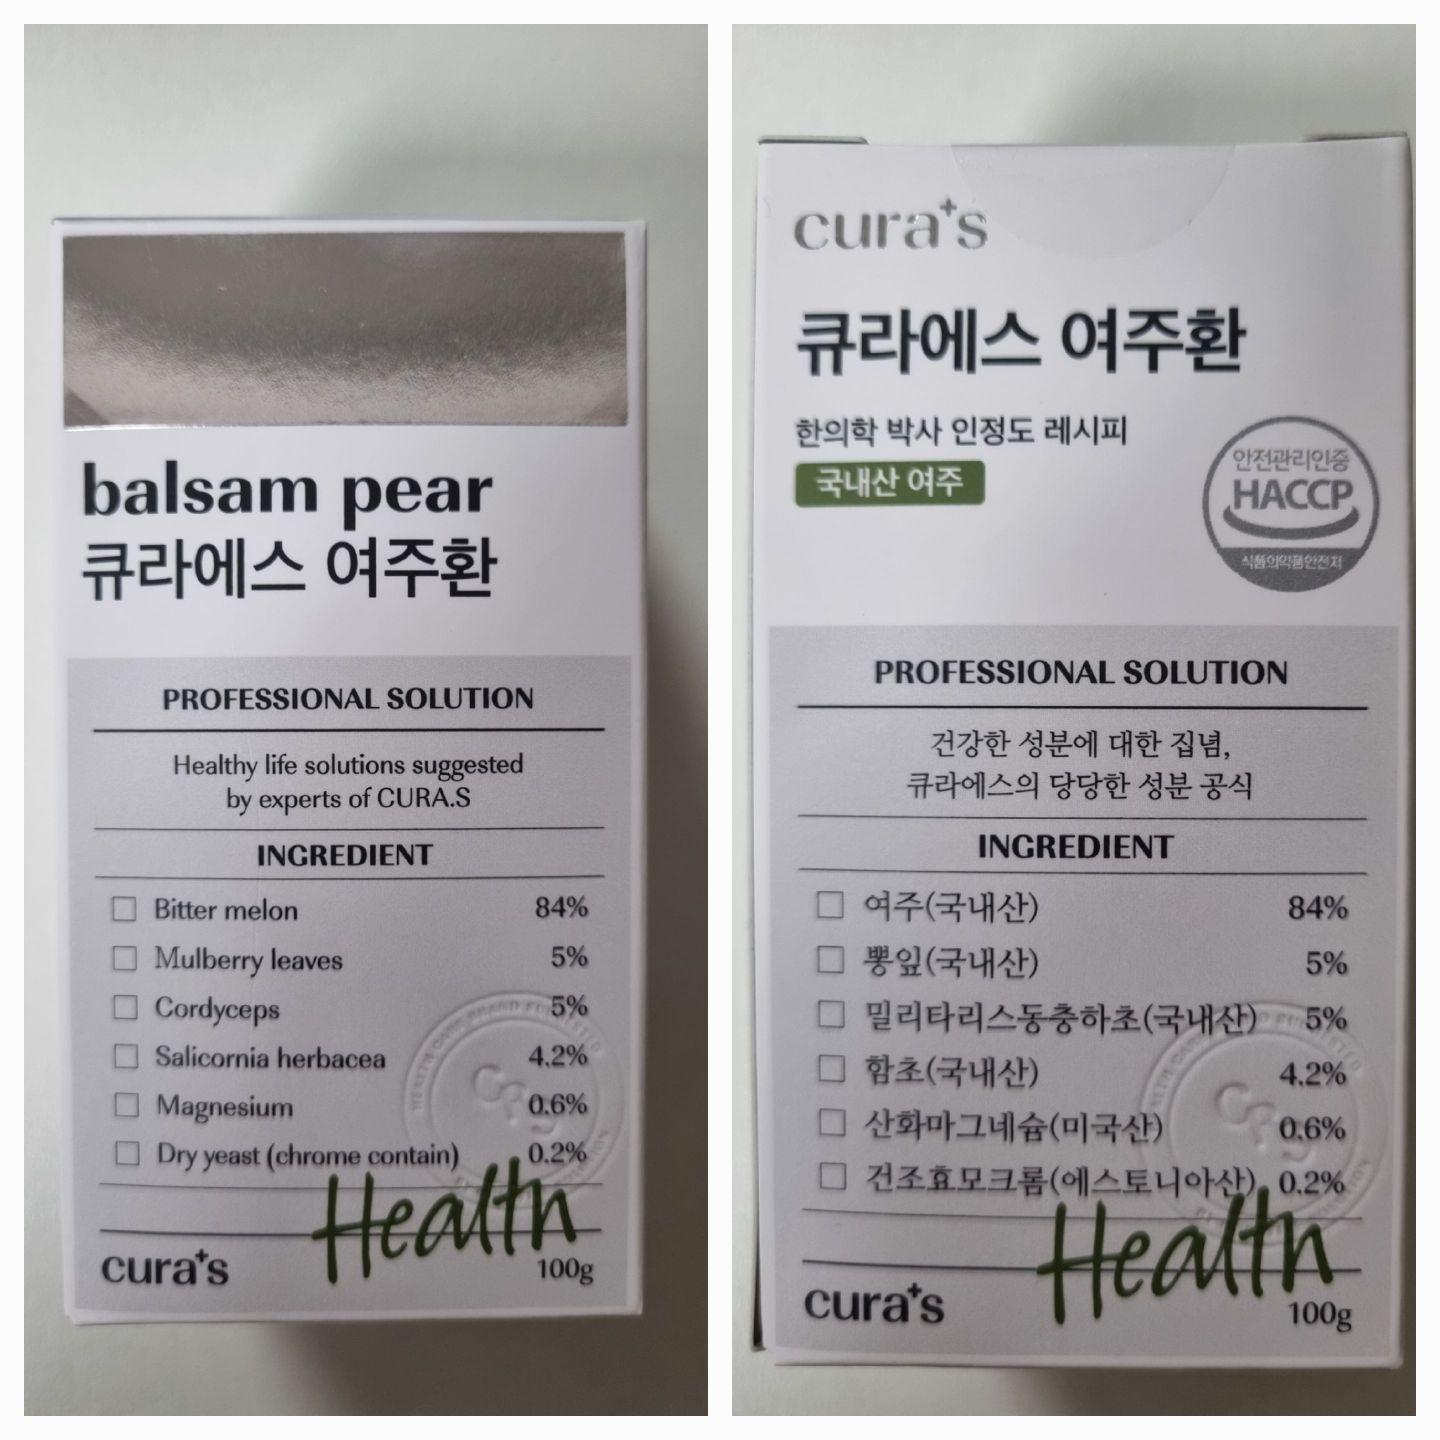 balsam pear
큐라에스 여주환
PROFESSIONAL SOLUTION
Healthy life solutions suggested
by experts of CURA.S
INGREDIENT
Bitter melon 84%
Mulberry leaves 5%
Cordyceps 5%
Salicornia herbacea 4.2%
Magnesium 0.6%
Dry yeast (chrome contain) 0.2%
Health
cura+s 100g
cura+s
큐라에스 여주환
한의학 박사 인정도 레시피
국내산 여주
안전관리인증
HACCP
식품의약품안전처
PROFESSIONAL SOLUTION
건강한 성분에 대한 집념,
큐라에스의 당당한 성분 공식
INGREDIENT
여주(국내산) 84%
뽕잎(국내산) 5%
밀리타리스동충하초(국내산) 5%
함초(국내산) 4.2%
산화마그네슘(미국산) 0.6%
건조효모크롬(에스토니아산) 0.2%
Health
cura+s 100g